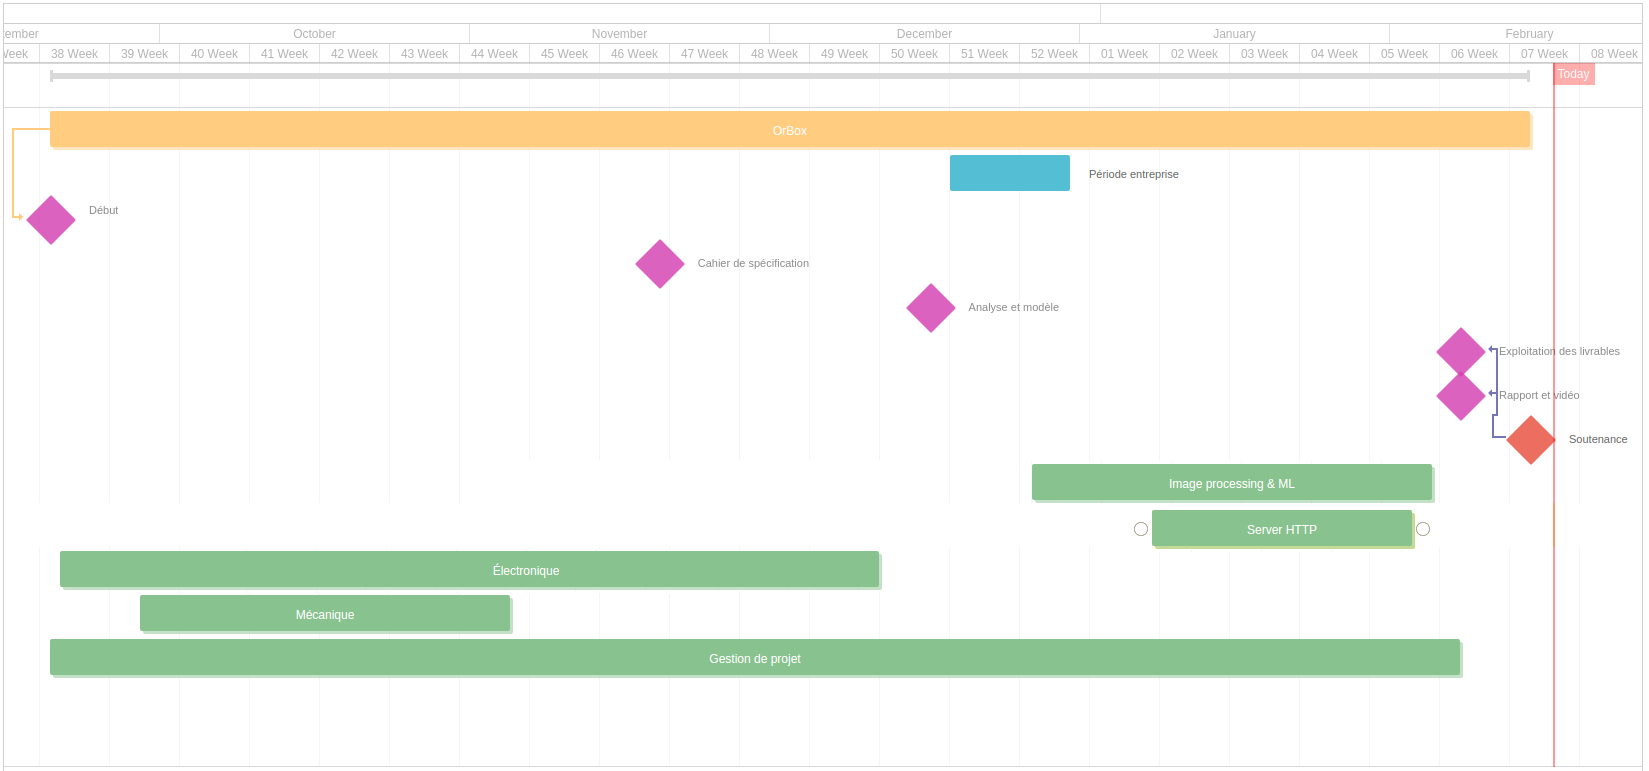 tember October November December January February
Week 38 Week 39 Week 40 Week 41 Week 42 Week 43 Week 44 Week 45 Week 46 Week 47 Week 48 Week 49 Week 50 Week 51 Week 52 Week 01 Week 02 Week 03 Week 04 Week 05 Week 06 Week 07 Week 08 Week
Today
OrBox
Période entreprise
Début
Cahier de spécification
Analyse et modèle
Exploitation des livrables
Rapport et vidéo
Soutenance
Image processing & ML
Server HTTP
Électronique
Mécanique
Gestion de projet